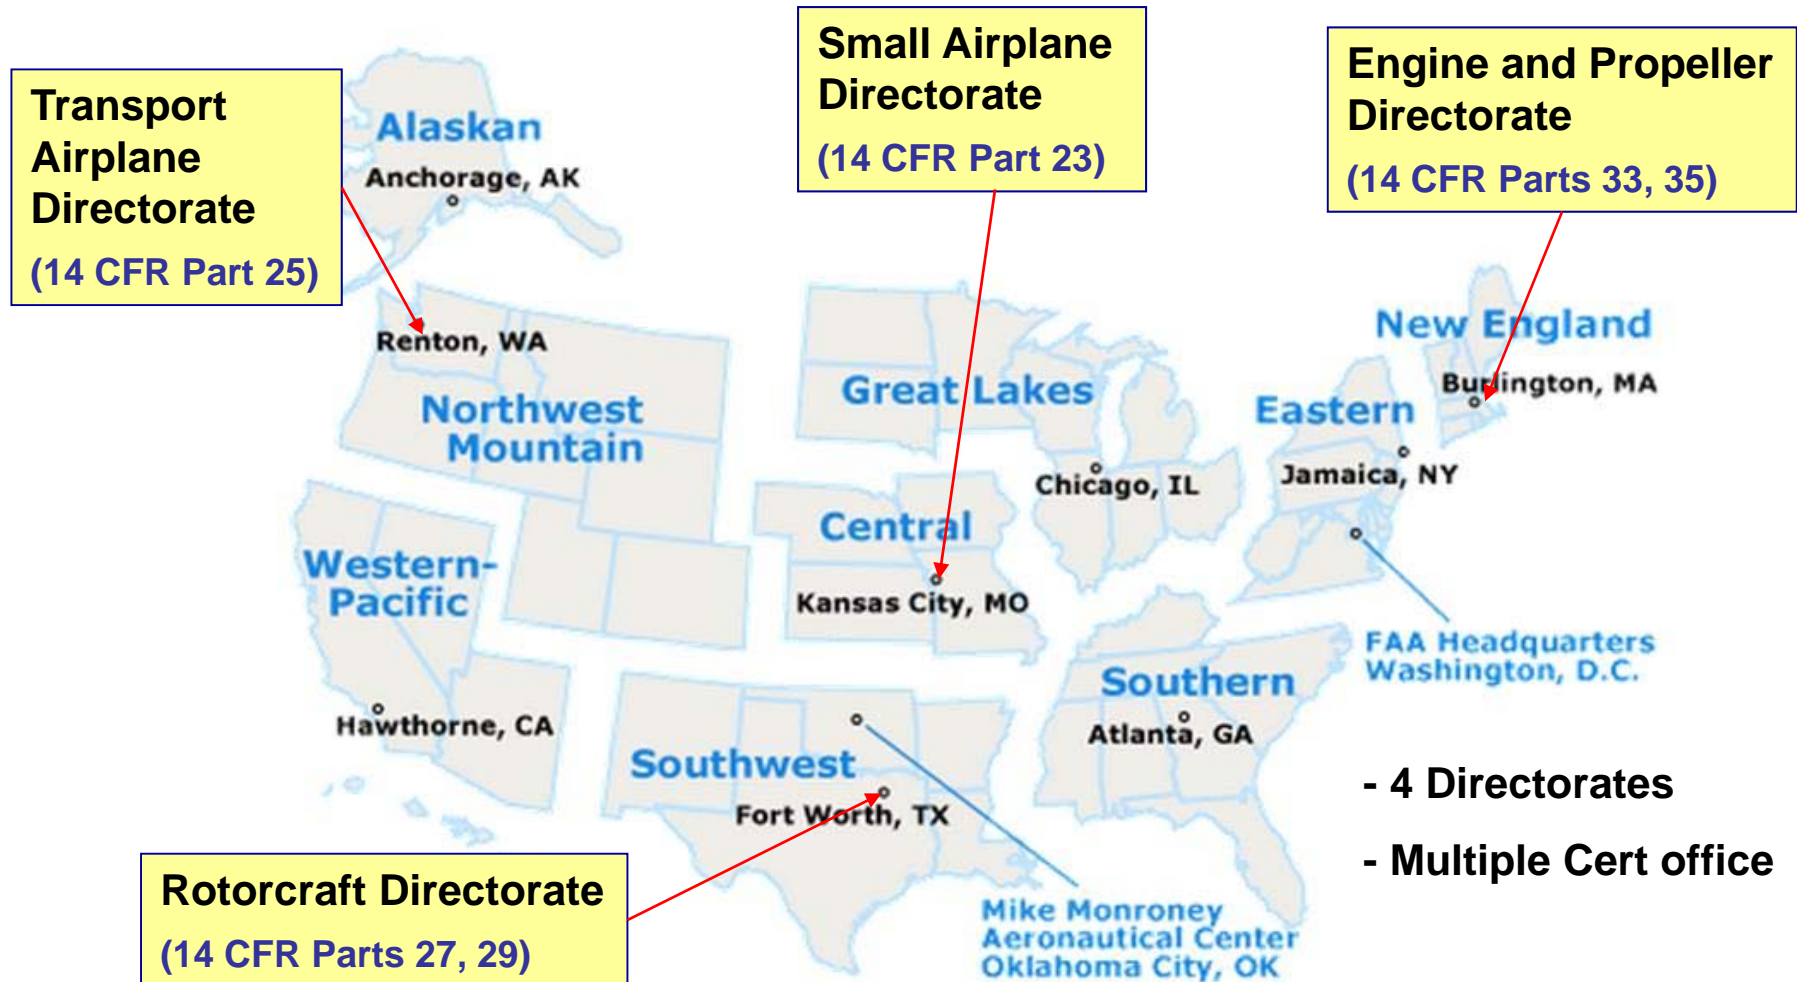 Transport
Airplane
Directorate
(14 CFR Part 25)
Small Airplane
Directorate
(14 CFR Part 23)
Engine and Propeller
Directorate
(14 CFR Parts 33, 35)
Alaskan
Anchorage, AK
Renton, WA
Northwest
Mountain
Great Lakes
Chicago, IL
New England
Burlington, MA
Eastern
Jamaica, NY
Central
Kansas City, MO
Western-
Pacific
Hawthorne, CA
FAA Headquarters
Washington, D.C.
Southern
Atlanta, GA
Southwest
Fort Worth, TX
- 4 Directorates
- Multiple Cert office
Rotorcraft Directorate
(14 CFR Parts 27, 29)
Mike Monroney
Aeronautical Center
Oklahoma City, OK